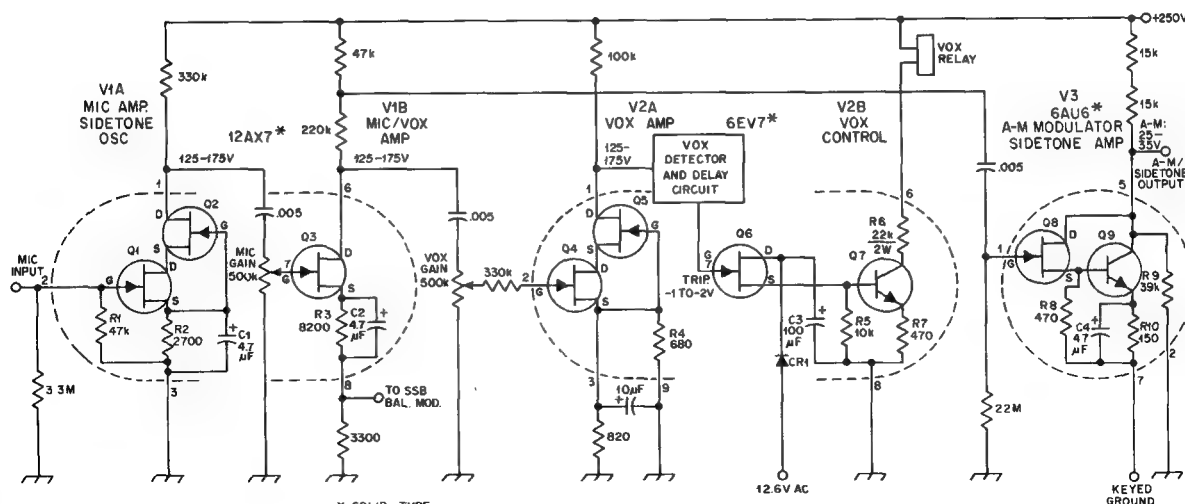 +250V
330k
47k
100k
VOX
RELAY
15k
15k
V1A
MIC AMP.
SIDETONE
OSC
12AX7*
220k
V1B
MIC/VOX
AMP
V2A
VOX AMP
6EV7*
V2B
VOX
CONTROL
V3
6AU6*
A-M MODULATOR
SIDETONE AMP
A-M:
25-
35V
A-M/
SIDETONE
OUTPUT
125-175V
125-175V
125-
175V
VOX
DETECTOR
AND DELAY
CIRCUIT
.005
1
Q2
D
G
S
.005
6
.005
1
Q5
D
G
S
6
R6
22k
2W
5
Q8
D
Q9
MIC
INPUT
2
G
Q1
D
S
MIC
GAIN
500k
7
G
Q3
D
S
VOX
GAIN
500k
330k
2
G
Q4
D
S
G
7
TRIP
-1 TO-2V
Q6
D
S
Q7
1
G
S
R9
39k
R1
47k
R2
2700
C1
4.7
µF
R3
8200
C2
4.7
µF
R4
680
C3
100
µF
R5
10k
R7
470
R8
470
C4
47
µF
R10
150
2
3.3M
3
8
TO SSB
BAL. MOD.
3300
3
9
10µF
820
CR1
8
22M
7
12.6V AC
KEYED
GROUND